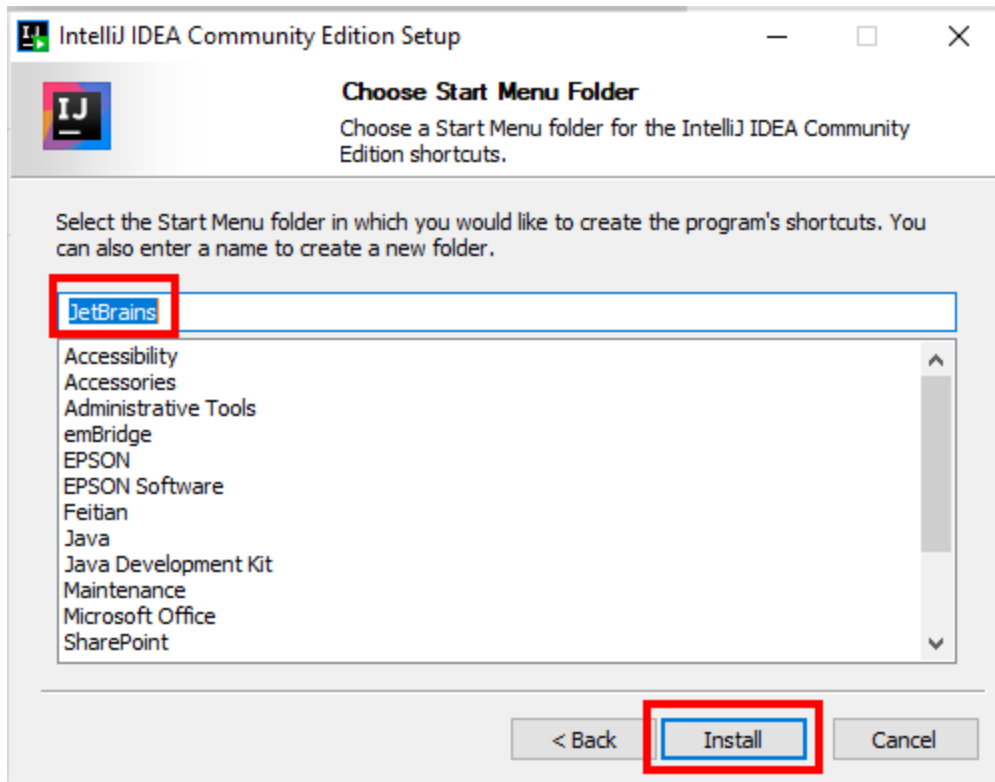 IntelliJ IDEA Community Edition Setup
IJ
Choose Start Menu Folder
Choose a Start Menu folder for the IntelliJ IDEA Community
Edition shortcuts.
Select the Start Menu folder in which you would like to create the program's shortcuts. You
can also enter a name to create a new folder.
JetBrains
Accessibility
Accessories
Administrative Tools
emBridge
EPSON
EPSON Software
Feitian
Java
Java Development Kit
Maintenance
Microsoft Office
SharePoint
< Back
Install
Cancel